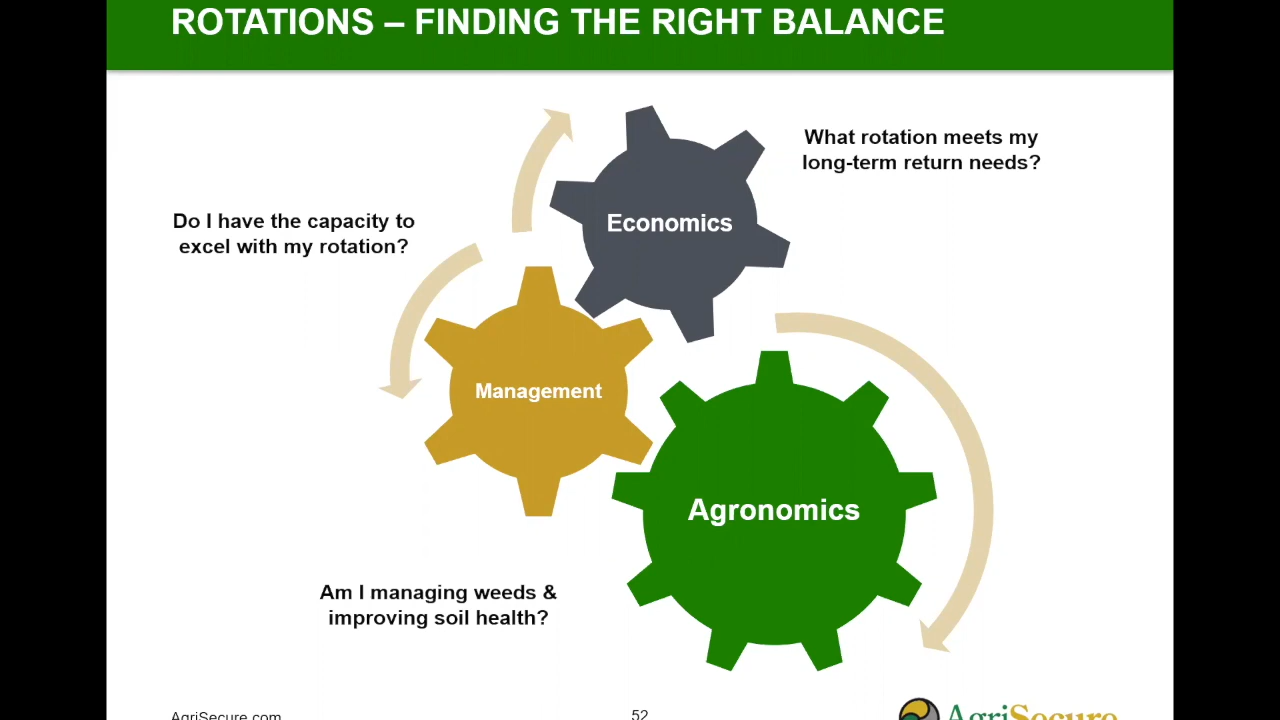 ROTATIONS – FINDING THE RIGHT BALANCE
What rotation meets my
long-term return needs?
Economics
Do I have the capacity to
excel with my rotation?
Management
Agronomics
Am I managing weeds &
improving soil health?
AgriSecure.com
52
AgriSecure